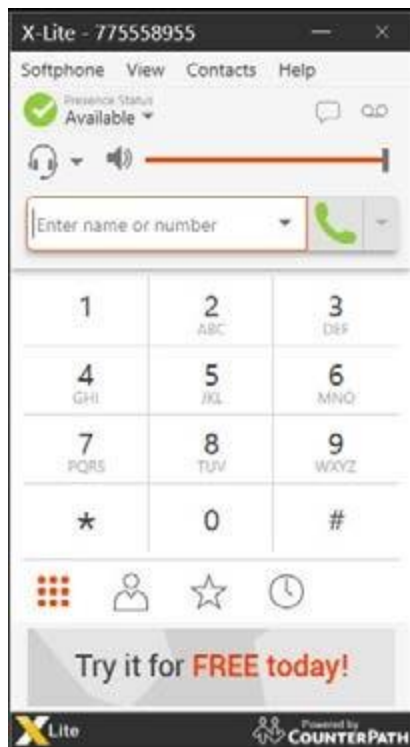 X-Lite - 775558955
Softphone View Contacts Help
Presence Status
Available
Enter name or number
1 2 3
ABC DEF
4 5 6
GHI JKL MNO
7 8 9
PQRS TUV WXYZ
* 0 #
Try it for FREE today!
X Lite
Powered by
COUNTERPATH